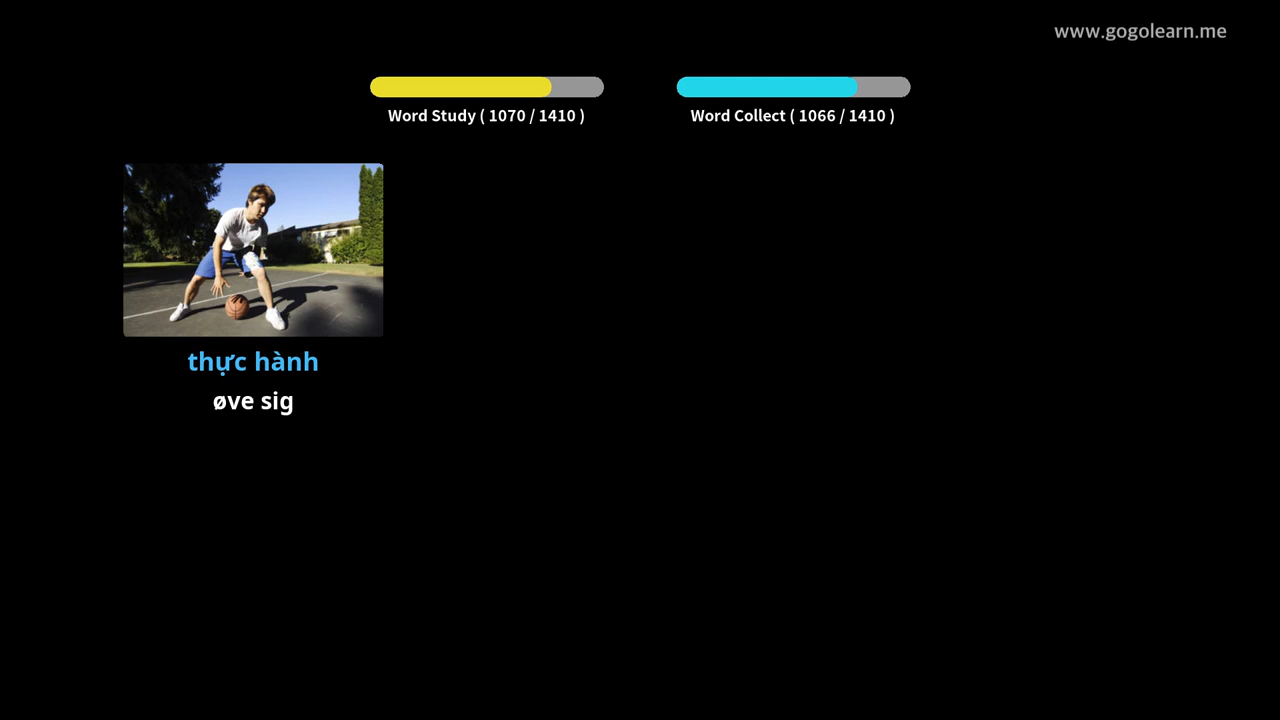 www.gogolearn.me
Word Study ( 1070 / 1410 )
Word Collect ( 1066 / 1410 )
thực hành
øve sig